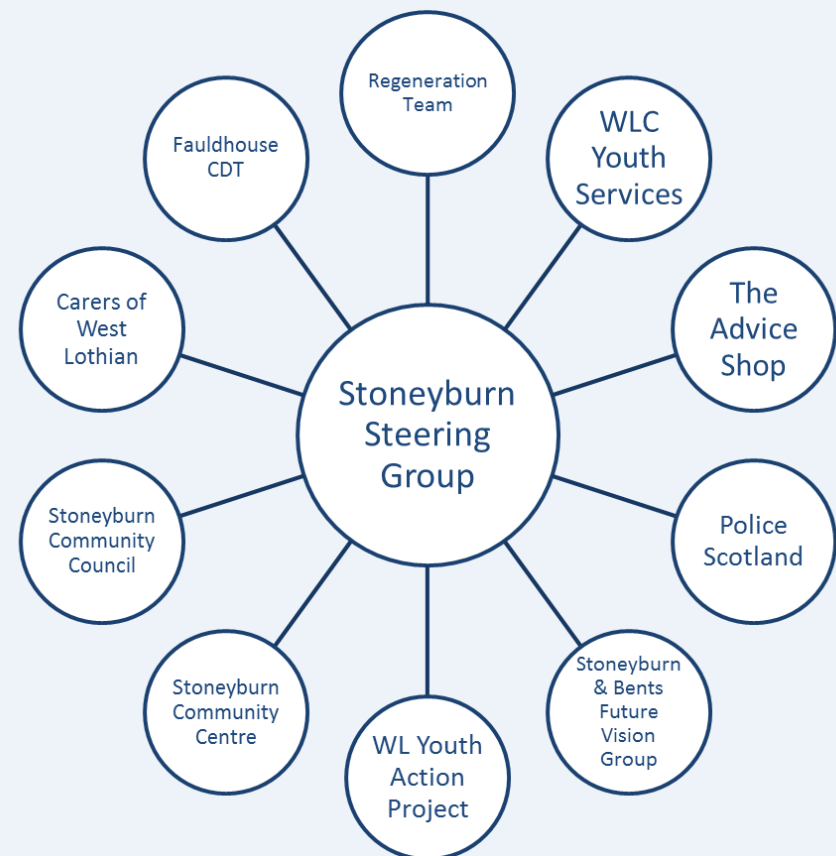 Regeneration
Team
WLC
Youth
Services
The
Advice
Shop
Police
Scotland
Stoneyburn
& Bents
Future
Vision
Group
WL Youth
Action
Project
Stoneyburn
Community
Centre
Stoneyburn
Community
Council
Carers of
West
Lothian
Fauldhouse
CDT
Stoneyburn
Steering
Group